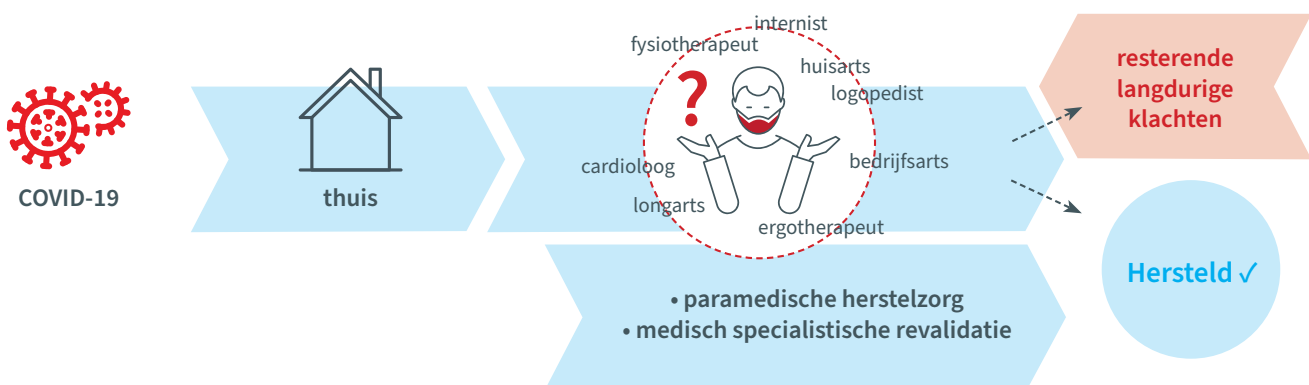 COVID-19
thuis
internist
fysiotherapeut
huisarts
logopedist
?
cardioloog
bedrijfsarts
longarts
ergotherapeut
• paramedische herstelzorg
• medisch specialistische revalidatie
resterende
langdurige
klachten
Hersteld ✓